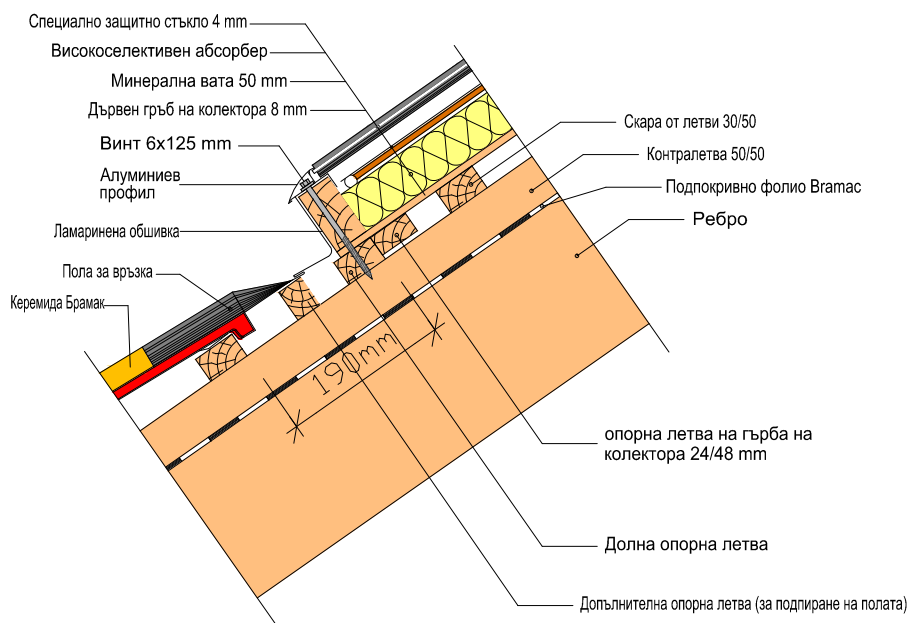 Специално защитно стъкло 4 mm
Високоселективен абсорбер
Минерална вата 50 mm
Дървен гръб на колектора 8 mm
Винт 6x125 mm
Алуминиев
профил
Ламаринена обшивка
Пола за връзка
Керемида Брамак
Скара от летви 30/50
Контралетва 50/50
Подпокривно фолио Bramac
Ребро
190mm
опорна летва на гърба на
колектора 24/48 mm
Долна опорна летва
Допълнителна опорна летва (за подпиране на полата)